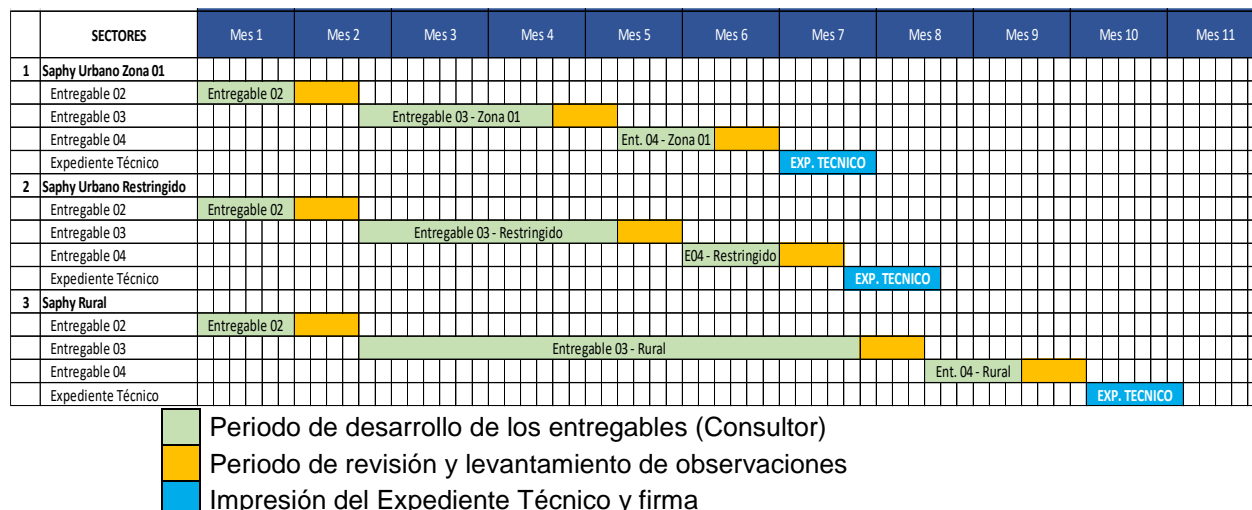 SECTORES Mes 1 Mes 2 Mes 3 Mes 4 Mes 5 Mes 6 Mes 7 Mes 8 Mes 9 Mes 10 Mes 11
1 Saphy Urbano Zona 01
Entregable 02 Entregable 02
Entregable 03 Entregable 03 - Zona 01
Entregable 04 Ent. 04 - Zona 01
Expediente Técnico EXP. TECNICO
2 Saphy Urbano Restringido
Entregable 02 Entregable 02
Entregable 03 Entregable 03 - Restringido
Entregable 04 E04 - Restringido
Expediente Técnico EXP. TECNICO
3 Saphy Rural
Entregable 02 Entregable 02
Entregable 03 Entregable 03 - Rural
Entregable 04 Ent. 04 - Rural
Expediente Técnico EXP. TECNICO
Periodo de desarrollo de los entregables (Consultor)
Periodo de revisión y levantamiento de observaciones
Impresión del Expediente Técnico y firma